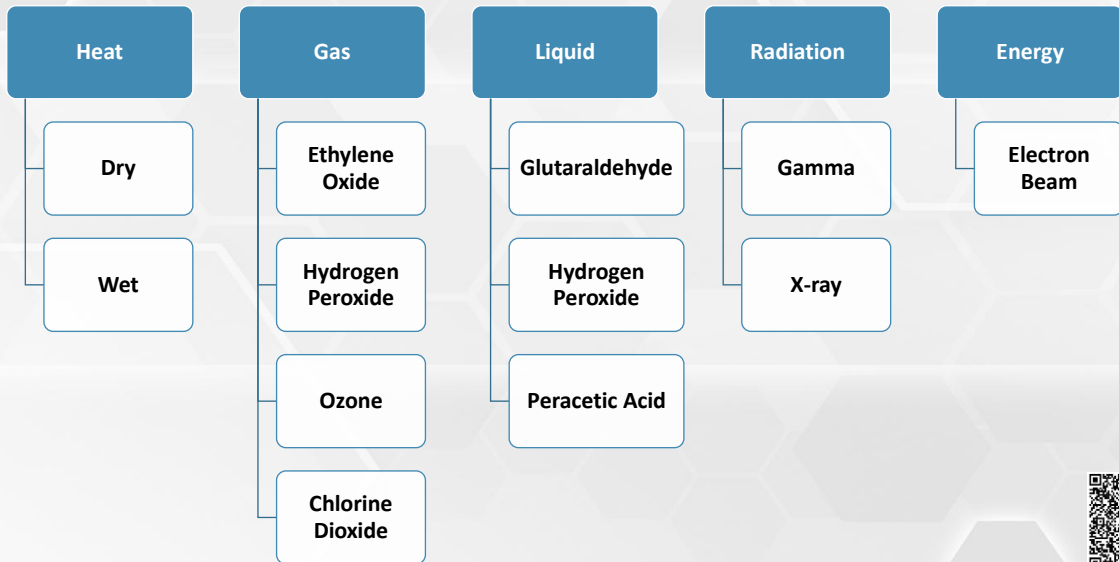 Heat
Dry
Wet
Gas
Ethylene
Oxide
Hydrogen
Peroxide
Ozone
Chlorine
Dioxide
Liquid
Glutaraldehyde
Hydrogen
Peroxide
Peracetic Acid
Radiation
Gamma
X-ray
Energy
Electron
Beam